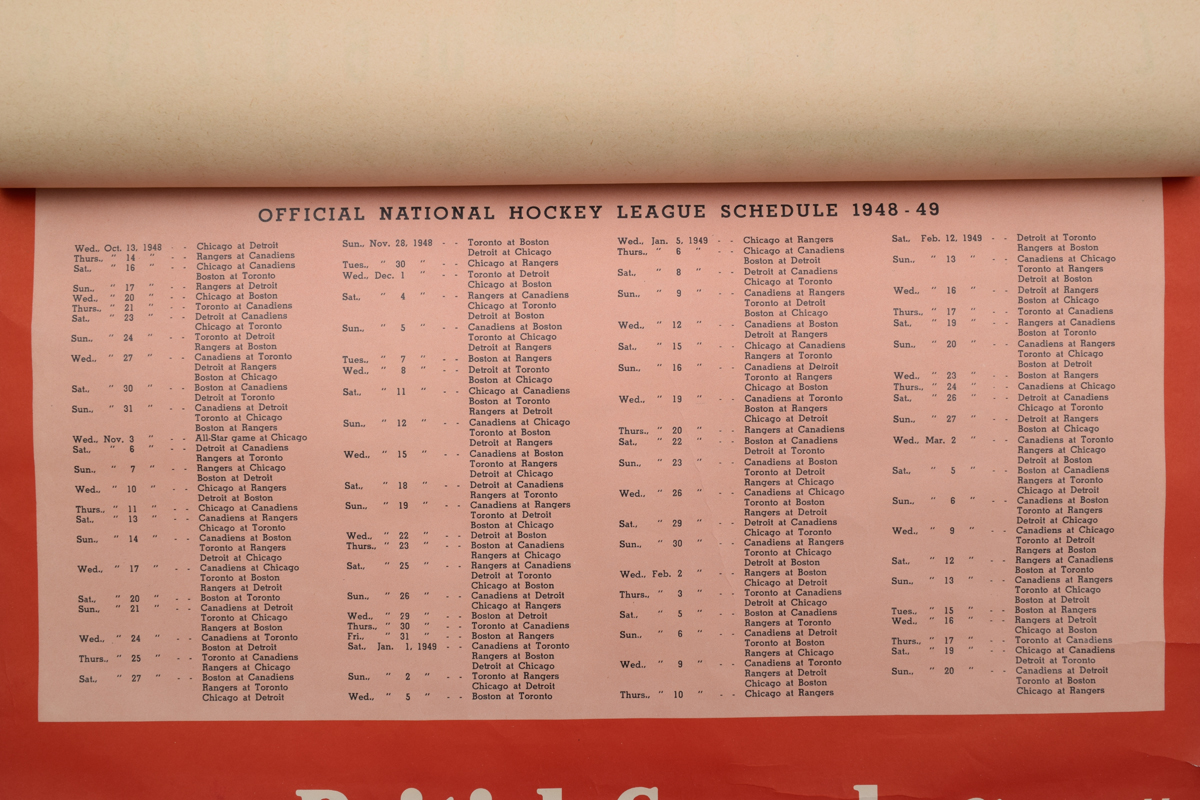 OFFICIAL NATIONAL HOCKEY LEAGUE SCHEDULE 1948-49
Wed., Oct. 13, 1948 - - Chicago at Detroit
Thurs., " 14 " - - Rangers at Canadiens
Sat., " 16 " - - Chicago at Canadiens
Boston at Toronto
Sun., " 17 " - - Rangers at Detroit
Wed., " 20 " - - Chicago at Boston
Thurs., " 21 " - - Toronto at Canadiens
Sat., " 23 " - - Detroit at Canadiens
Chicago at Toronto
Sun., " 24 " - - Toronto at Detroit
Rangers at Boston
Wed., " 27 " - - Canadiens at Toronto
Detroit at Rangers
Boston at Chicago
Sat., " 30 " - - Boston at Canadiens
Detroit at Toronto
Sun., " 31 " - - Canadiens at Detroit
Toronto at Chicago
Boston at Rangers
Wed., Nov. 3 " - - All-Star game at Chicago
Sat., " 6 " - - Detroit at Canadiens
Rangers at Toronto
Sun., " 7 " - - Rangers at Chicago
Boston at Detroit
Wed., " 10 " - - Chicago at Rangers
Detroit at Boston
Thurs., " 11 " - - Chicago at Canadiens
Sat., " 13 " - - Canadiens at Rangers
Chicago at Toronto
Sun., " 14 " - - Canadiens at Boston
Toronto at Rangers
Detroit at Chicago
Wed., " 17 " - - Canadiens at Chicago
Toronto at Boston
Rangers at Detroit
Sat., " 20 " - - Boston at Toronto
Sun., " 21 " - - Canadiens at Detroit
Toronto at Chicago
Rangers at Boston
Wed., " 24 " - - Canadiens at Toronto
Boston at Detroit
Thurs., " 25 " - - Toronto at Canadiens
Rangers at Chicago
Sat., " 27 " - - Boston at Canadiens
Rangers at Toronto
Chicago at Detroit
Sun., Nov. 28, 1948 - - Toronto at Boston
Detroit at Chicago
Tues., " 30 " - - Chicago at Rangers
Wed., Dec. 1 " - - Toronto at Detroit
Chicago at Boston
Sat., " 4 " - - Rangers at Canadiens
Chicago at Toronto
Detroit at Boston
Sun., " 5 " - - Canadiens at Boston
Toronto at Chicago
Detroit at Rangers
Tues., " 7 " - - Boston at Rangers
Wed., " 8 " - - Detroit at Toronto
Boston at Chicago
Sat., " 11 " - - Chicago at Canadiens
Boston at Toronto
Rangers at Detroit
Sun., " 12 " - - Canadiens at Chicago
Toronto at Boston
Detroit at Rangers
Wed., " 15 " - - Canadiens at Boston
Toronto at Rangers
Detroit at Chicago
Sat., " 18 " - - Detroit at Canadiens
Rangers at Toronto
Sun., " 19 " - - Canadiens at Rangers
Toronto at Detroit
Boston at Chicago
Wed., " 22 " - - Detroit at Boston
Thurs., " 23 " - - Boston at Canadiens
Rangers at Chicago
Sat., " 25 " - - Rangers at Canadiens
Detroit at Toronto
Chicago at Boston
Sun., " 26 " - - Canadiens at Detroit
Chicago at Rangers
Wed., " 29 " - - Boston at Detroit
Thurs., " 30 " - - Toronto at Canadiens
Fri., " 31 " - - Boston at Rangers
Sat., Jan. 1, 1949 - - Canadiens at Toronto
Rangers at Boston
Sun., " 2 " - - Toronto at Rangers
Chicago at Detroit
Wed., " 5 " - - Boston at Toronto
Wed., Jan. 5, 1949 - - Chicago at Rangers
Thurs., " 6 " - - Chicago at Canadiens
Boston at Detroit
Sat., " 8 " - - Detroit at Canadiens
Chicago at Toronto
Sun., " 9 " - - Canadiens at Rangers
Toronto at Detroit
Boston at Chicago
Wed., " 12 " - - Canadiens at Boston
Detroit at Rangers
Sat., " 15 " - - Chicago at Canadiens
Rangers at Toronto
Sun., " 16 " - - Canadiens at Detroit
Toronto at Rangers
Chicago at Boston
Wed., " 19 " - - Canadiens at Toronto
Boston at Rangers
Chicago at Detroit
Thurs., " 20 " - - Rangers at Canadiens
Sat., " 22 " - - Boston at Canadiens
Detroit at Toronto
Sun., " 23 " - - Canadiens at Boston
Toronto at Detroit
Rangers at Chicago
Wed., " 26 " - - Canadiens at Chicago
Toronto at Boston
Rangers at Detroit
Sat., " 29 " - - Detroit at Canadiens
Chicago at Toronto
Sun., " 30 " - - Canadiens at Rangers
Toronto at Chicago
Detroit at Boston
Wed., Feb. 2 " - - Rangers at Boston
Chicago at Detroit
Thurs., " 3 " - - Toronto at Canadiens
Detroit at Chicago
Sat., " 5 " - - Boston at Canadiens
Rangers at Toronto
Sun., " 6 " - - Canadiens at Detroit
Toronto at Boston
Rangers at Chicago
Wed., " 9 " - - Canadiens at Toronto
Rangers at Detroit
Chicago at Boston
Thurs., " 10 " - - Chicago at Rangers
Sat., Feb. 12, 1949 - - Detroit at Toronto
Rangers at Boston
Sun., " 13 " - - Canadiens at Chicago
Toronto at Rangers
Detroit at Boston
Wed., " 16 " - - Detroit at Rangers
Boston at Chicago
Thurs., " 17 " - - Toronto at Canadiens
Sat., " 19 " - - Rangers at Canadiens
Boston at Toronto
Sun., " 20 " - - Canadiens at Rangers
Toronto at Chicago
Boston at Detroit
Wed., " 23 " - - Boston at Rangers
Thurs., " 24 " - - Canadiens at Chicago
Sat., " 26 " - - Detroit at Canadiens
Chicago at Toronto
Sun., " 27 " - - Detroit at Rangers
Boston at Chicago
Wed., Mar. 2 " - - Canadiens at Toronto
Rangers at Chicago
Detroit at Boston
Sat., " 5 " - - Boston at Canadiens
Rangers at Toronto
Chicago at Detroit
Sun., " 6 " - - Canadiens at Boston
Toronto at Rangers
Detroit at Chicago
Wed., " 9 " - - Canadiens at Chicago
Toronto at Detroit
Rangers at Boston
Sat., " 12 " - - Rangers at Canadiens
Boston at Toronto
Sun., " 13 " - - Canadiens at Rangers
Toronto at Chicago
Boston at Detroit
Tues., " 15 " - - Boston at Rangers
Wed., " 16 " - - Rangers at Detroit
Chicago at Boston
Thurs., " 17 " - - Toronto at Canadiens
Sat., " 19 " - - Chicago at Canadiens
Detroit at Toronto
Sun., " 20 " - - Canadiens at Detroit
Toronto at Boston
Chicago at Rangers